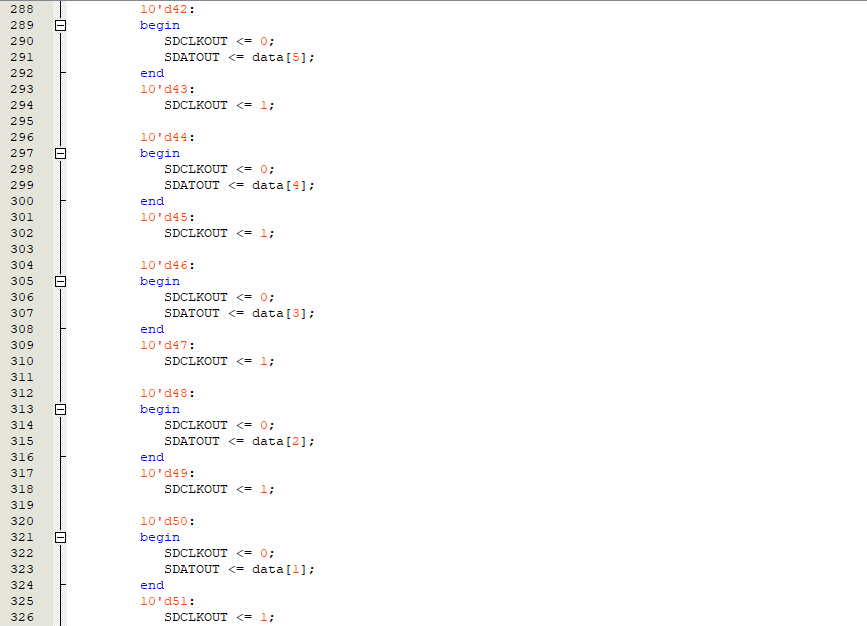 288 10'd42:
289 begin
290 SDCLKOUT <= 0;
291 SDATOUT <= data[5];
292 end
293 10'd43:
294 SDCLKOUT <= 1;
295
296 10'd44:
297 begin
298 SDCLKOUT <= 0;
299 SDATOUT <= data[4];
300 end
301 10'd45:
302 SDCLKOUT <= 1;
303
304 10'd46:
305 begin
306 SDCLKOUT <= 0;
307 SDATOUT <= data[3];
308 end
309 10'd47:
310 SDCLKOUT <= 1;
311
312 10'd48:
313 begin
314 SDCLKOUT <= 0;
315 SDATOUT <= data[2];
316 end
317 10'd49:
318 SDCLKOUT <= 1;
319
320 10'd50:
321 begin
322 SDCLKOUT <= 0;
323 SDATOUT <= data[1];
324 end
325 10'd51:
326 SDCLKOUT <= 1;